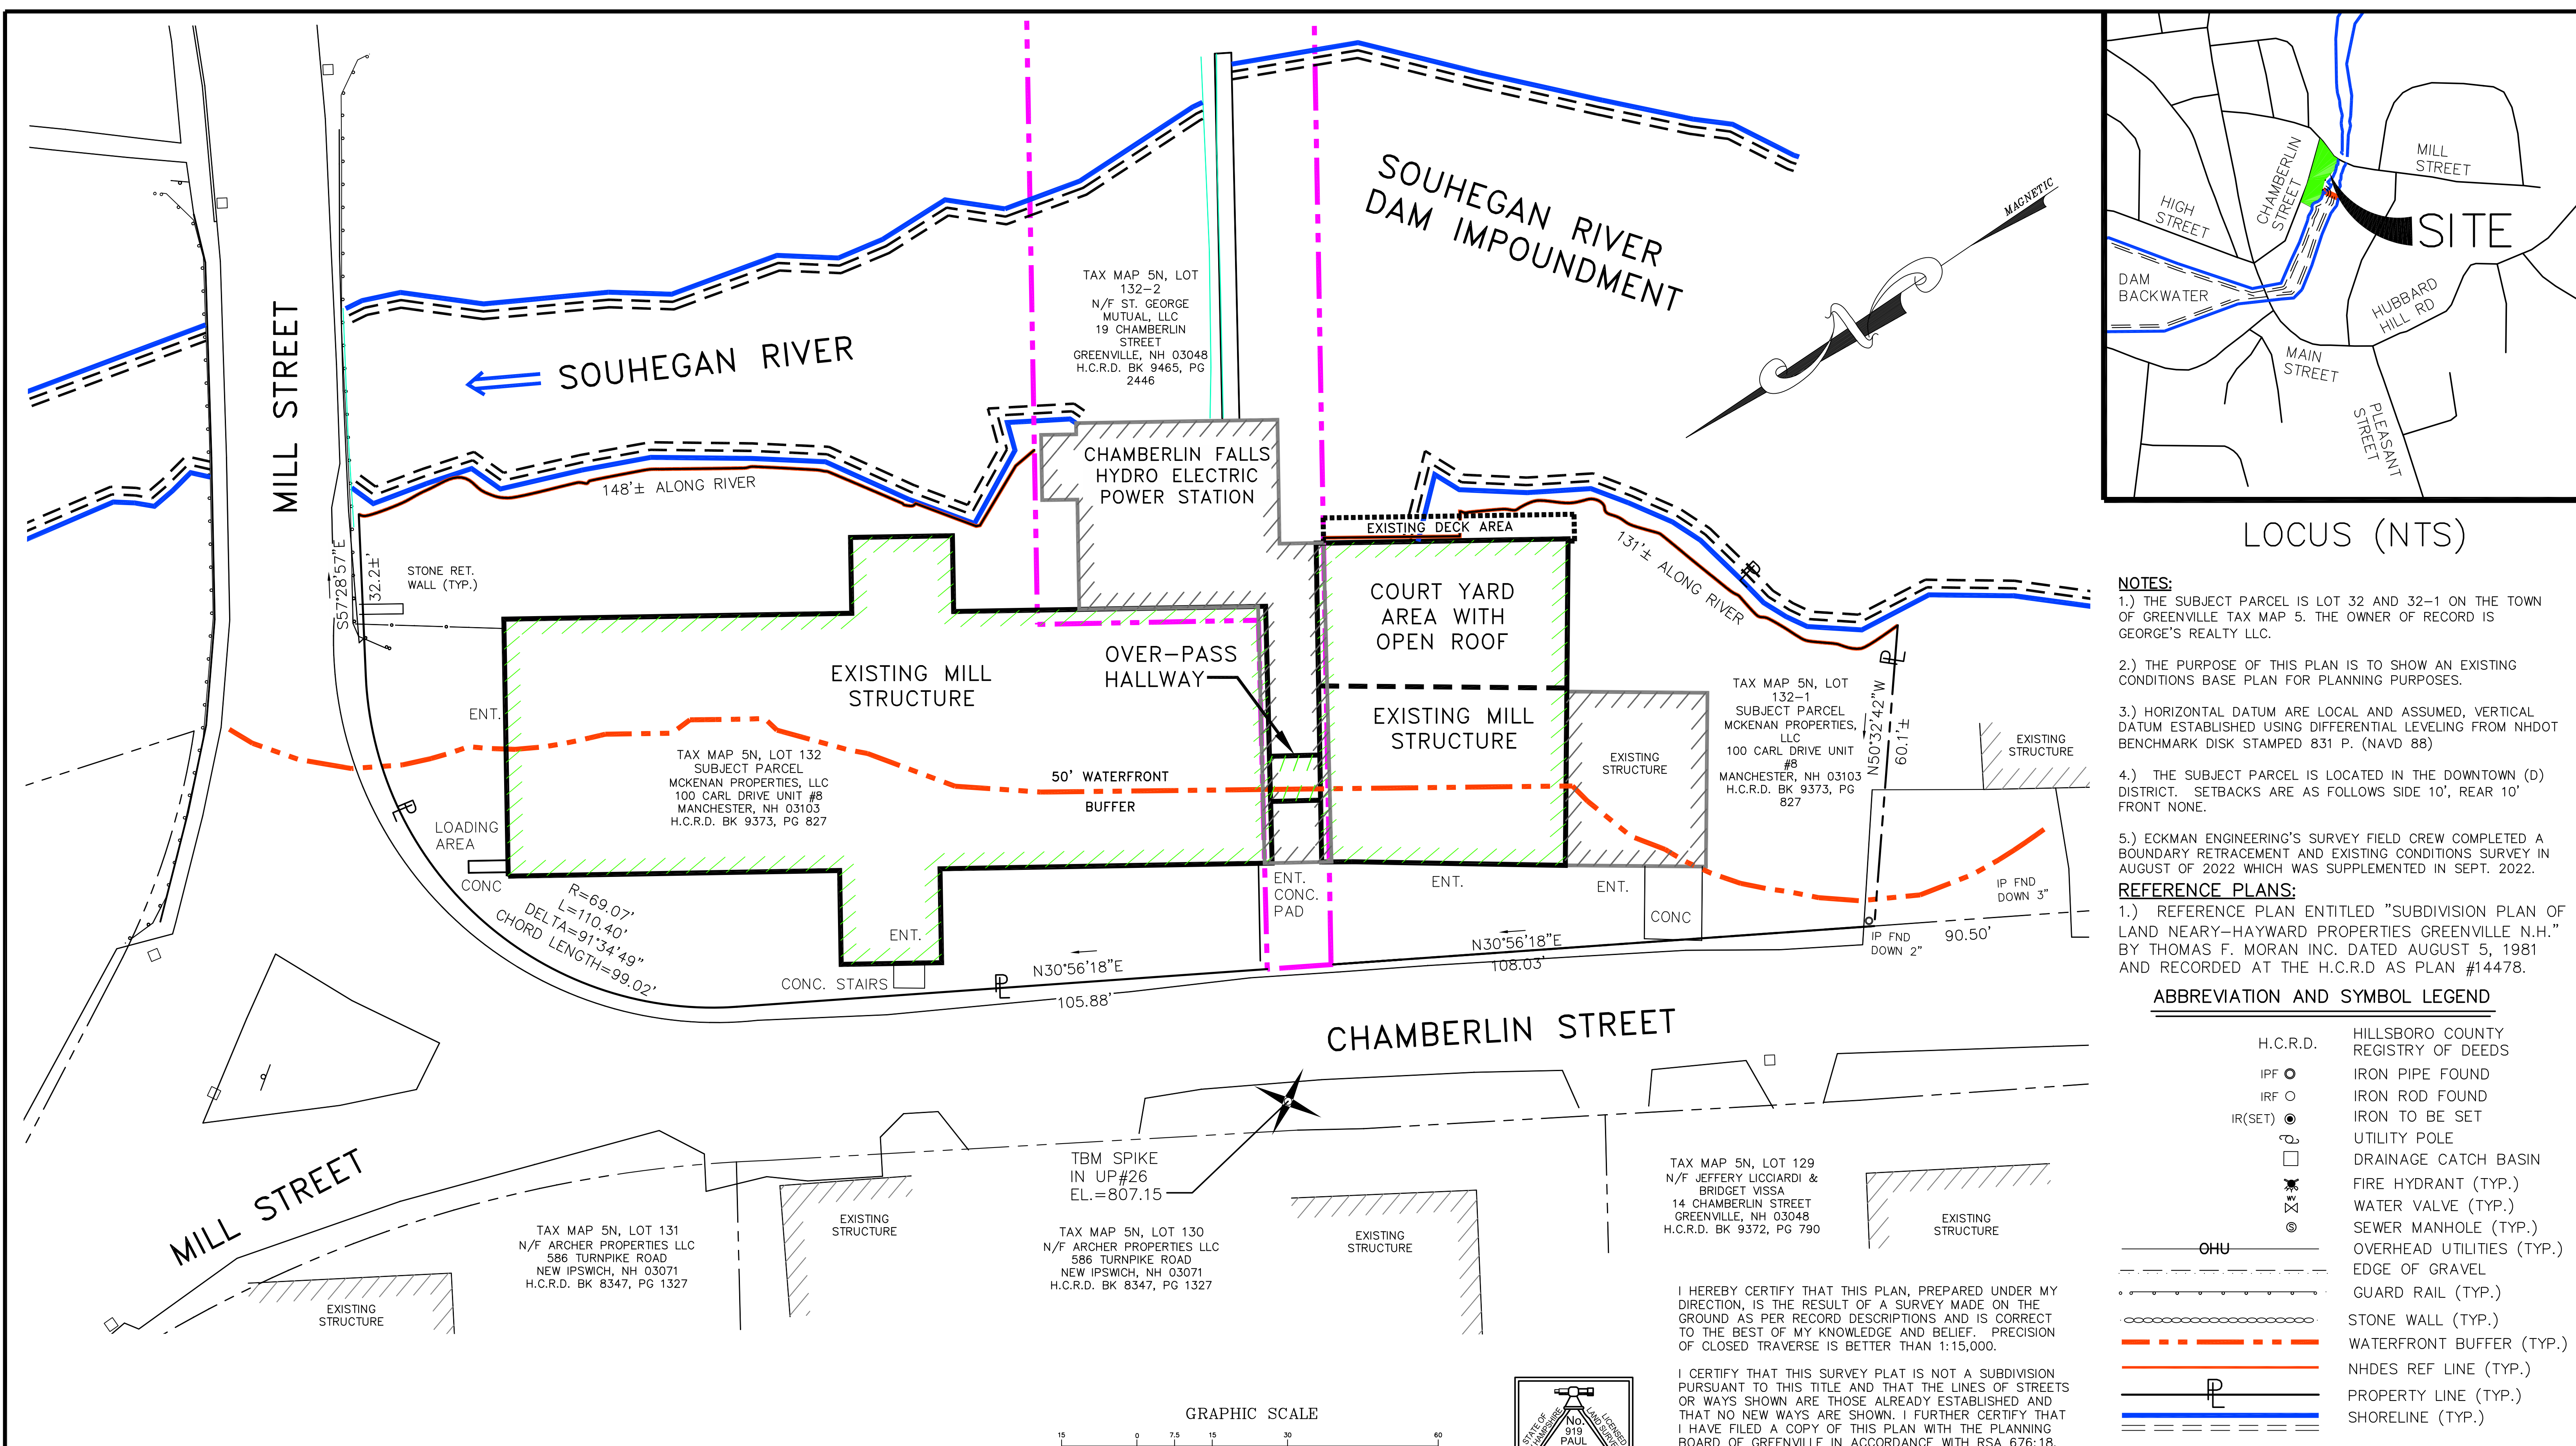 MILL STREET
SOUHEGAN RIVER
SOUHEGAN RIVER
DAM IMPOUNDMENT
MAGNETIC
TAX MAP 5N, LOT
132-2
N/F ST. GEORGE
MUTUAL, LLC
19 CHAMBERLIN
STREET
GREENVILLE, NH 03048
H.C.R.D. BK 9465, PG
2446
148'± ALONG RIVER
CHAMBERLIN FALLS
HYDRO ELECTRIC
POWER STATION
EXISTING DECK AREA
131'± ALONG RIVER
S57°28'57"E
32.2±'
STONE RET.
WALL (TYP.)
COURT YARD
AREA WITH
OPEN ROOF
OVER-PASS
HALLWAY
EXISTING MILL
STRUCTURE
EXISTING MILL
STRUCTURE
ENT.
TAX MAP 5N, LOT 132
SUBJECT PARCEL
MCKENAN PROPERTIES, LLC
100 CARL DRIVE UNIT #8
MANCHESTER, NH 03103
H.C.R.D. BK 9373, PG 827
50' WATERFRONT
BUFFER
EXISTING
STRUCTURE
TAX MAP 5N, LOT
132-1
SUBJECT PARCEL
MCKENAN PROPERTIES,
LLC
100 CARL DRIVE UNIT
#8
MANCHESTER, NH 03103
H.C.R.D. BK 9373, PG
827
N50°32'42"W
60.1'±
PL
PL
EXISTING
STRUCTURE
PL
LOADING
AREA
CONC
R=69.07'
L=110.40'
DELTA=91°34'49"
CHORD LENGTH=99.02'
ENT.
CONC. STAIRS
ENT.
CONC.
PAD
ENT.
ENT.
CONC
IP FND
DOWN 3"
IP FND
DOWN 2"
90.50'
N30°56'18"E
105.88'
PL
N30°56'18"E
108.03'
CHAMBERLIN STREET
MILL STREET
TBM SPIKE
IN UP#26
EL.=807.15
TAX MAP 5N, LOT 131
N/F ARCHER PROPERTIES LLC
586 TURNPIKE ROAD
NEW IPSWICH, NH 03071
H.C.R.D. BK 8347, PG 1327
EXISTING
STRUCTURE
EXISTING
STRUCTURE
TAX MAP 5N, LOT 130
N/F ARCHER PROPERTIES LLC
586 TURNPIKE ROAD
NEW IPSWICH, NH 03071
H.C.R.D. BK 8347, PG 1327
EXISTING
STRUCTURE
TAX MAP 5N, LOT 129
N/F JEFFERY LICCIARDI &
BRIDGET VISSA
14 CHAMBERLIN STREET
GREENVILLE, NH 03048
H.C.R.D. BK 9372, PG 790
EXISTING
STRUCTURE
I HEREBY CERTIFY THAT THIS PLAN, PREPARED UNDER MY
DIRECTION, IS THE RESULT OF A SURVEY MADE ON THE
GROUND AS PER RECORD DESCRIPTIONS AND IS CORRECT
TO THE BEST OF MY KNOWLEDGE AND BELIEF. PRECISION
OF CLOSED TRAVERSE IS BETTER THAN 1:15,000.
I CERTIFY THAT THIS SURVEY PLAT IS NOT A SUBDIVISION
PURSUANT TO THIS TITLE AND THAT THE LINES OF STREETS
OR WAYS SHOWN ARE THOSE ALREADY ESTABLISHED AND
THAT NO NEW WAYS ARE SHOWN. I FURTHER CERTIFY THAT
I HAVE FILED A COPY OF THIS PLAN WITH THE PLANNING
BOARD OF GREENVILLE IN ACCORDANCE WITH RSA 676:18.
GRAPHIC SCALE
15 0 7.5 15 30 60
STATE OF
HAMPSHIRE
LICENSED
LAND SURVEYOR
No.
919
PAUL
CHAMBERLIN
STREET
MILL
STREET
HIGH
STREET
SITE
DAM
BACKWATER
HUBBARD
HILL RD
MAIN
STREET
PLEASANT
STREET
LOCUS (NTS)
NOTES:
1.) THE SUBJECT PARCEL IS LOT 32 AND 32-1 ON THE TOWN
OF GREENVILLE TAX MAP 5. THE OWNER OF RECORD IS
GEORGE'S REALTY LLC.
2.) THE PURPOSE OF THIS PLAN IS TO SHOW AN EXISTING
CONDITIONS BASE PLAN FOR PLANNING PURPOSES.
3.) HORIZONTAL DATUM ARE LOCAL AND ASSUMED, VERTICAL
DATUM ESTABLISHED USING DIFFERENTIAL LEVELING FROM NHDOT
BENCHMARK DISK STAMPED 831 P. (NAVD 88)
4.) THE SUBJECT PARCEL IS LOCATED IN THE DOWNTOWN (D)
DISTRICT. SETBACKS ARE AS FOLLOWS SIDE 10', REAR 10'
FRONT NONE.
5.) ECKMAN ENGINEERING'S SURVEY FIELD CREW COMPLETED A
BOUNDARY RETRACEMENT AND EXISTING CONDITIONS SURVEY IN
AUGUST OF 2022 WHICH WAS SUPPLEMENTED IN SEPT. 2022.
REFERENCE PLANS:
1.) REFERENCE PLAN ENTITLED "SUBDIVISION PLAN OF
LAND NEARY-HAYWARD PROPERTIES GREENVILLE N.H."
BY THOMAS F. MORAN INC. DATED AUGUST 5, 1981
AND RECORDED AT THE H.C.R.D AS PLAN #14478.
ABBREVIATION AND SYMBOL LEGEND
H.C.R.D. HILLSBORO COUNTY
REGISTRY OF DEEDS
IPF IRON PIPE FOUND
IRF IRON ROD FOUND
IR(SET) IRON TO BE SET
UTILITY POLE
DRAINAGE CATCH BASIN
FIRE HYDRANT (TYP.)
WV WATER VALVE (TYP.)
S SEWER MANHOLE (TYP.)
OHU OVERHEAD UTILITIES (TYP.)
EDGE OF GRAVEL
GUARD RAIL (TYP.)
STONE WALL (TYP.)
WATERFRONT BUFFER (TYP.)
NHDES REF LINE (TYP.)
PL PROPERTY LINE (TYP.)
SHORELINE (TYP.)